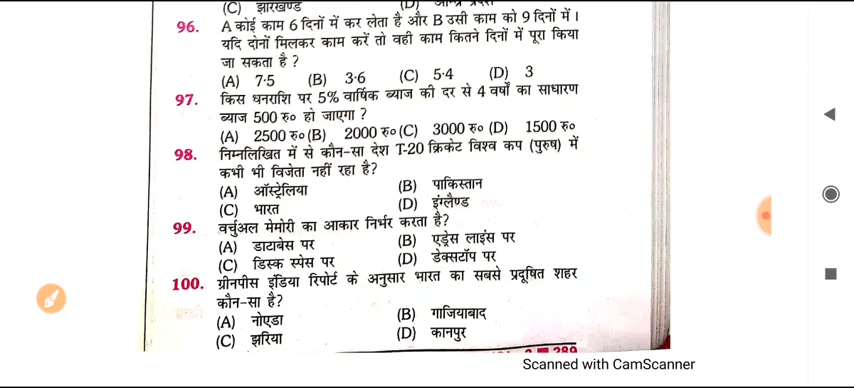 (C) झारखण्ड (D)
96. A कोई काम 6 दिनों में कर लेता है और B उसी काम को 9 दिनों में।
यदि दोनों मिलकर काम करें तो वही काम कितने दिनों में पूरा किया
जा सकता है ?
(A) 7·5 (B) 3·6 (C) 5·4 (D) 3
97. किस धनराशि पर 5% वार्षिक ब्याज की दर से 4 वर्षों का साधारण
ब्याज 500 रु० हो जाएगा ?
(A) 2500 रु० (B) 2000 रु० (C) 3000 रु० (D) 1500 रु०
98. निम्नलिखित में से कौन-सा देश T-20 क्रिकेट विश्व कप (पुरुष) में
कभी भी विजेता नहीं रहा है?
(A) ऑस्ट्रेलिया (B) पाकिस्तान
(C) भारत (D) इंग्लैण्ड
99. वर्चुअल मेमोरी का आकार निर्भर करता है?
(A) डाटाबेस पर (B) एड्रेस लाइंस पर
(C) डिस्क स्पेस पर (D) डेक्सटॉप पर
100. ग्रीनपीस इंडिया रिपोर्ट के अनुसार भारत का सबसे प्रदूषित शहर
कौन-सा है?
(A) नोएडा (B) गाजियाबाद
(C) झरिया (D) कानपुर
289
Scanned with CamScanner